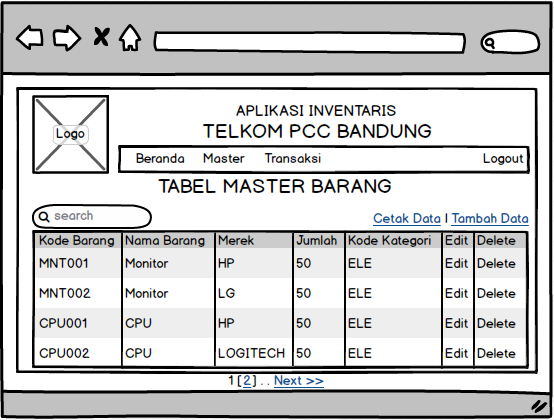 Logo
APLIKASI INVENTARIS
TELKOM PCC BANDUNG
Beranda Master Transaksi Logout
TABEL MASTER BARANG
search
Cetak Data | Tambah Data
Kode Barang Nama Barang Merek Jumlah Kode Kategori Edit Delete
MNT001 Monitor HP 50 ELE Edit Delete
MNT002 Monitor LG 50 ELE Edit Delete
CPU001 CPU HP 50 ELE Edit Delete
CPU002 CPU LOGITECH 50 ELE Edit Delete
1 [2] . . Next >>